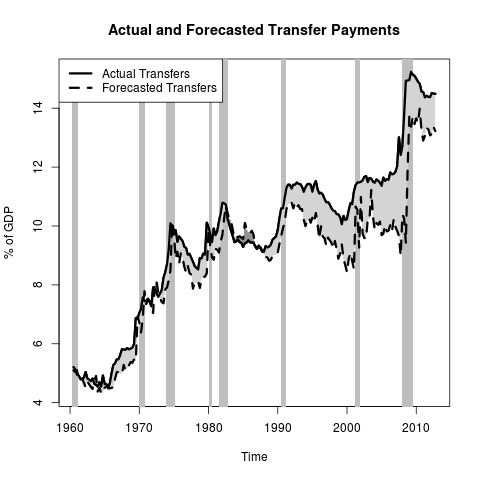 Actual and Forecasted Transfer Payments
Actual Transfers
Forecasted Transfers
% of GDP
14
12
10
8
6
4
1960 1970 1980 1990 2000 2010
Time